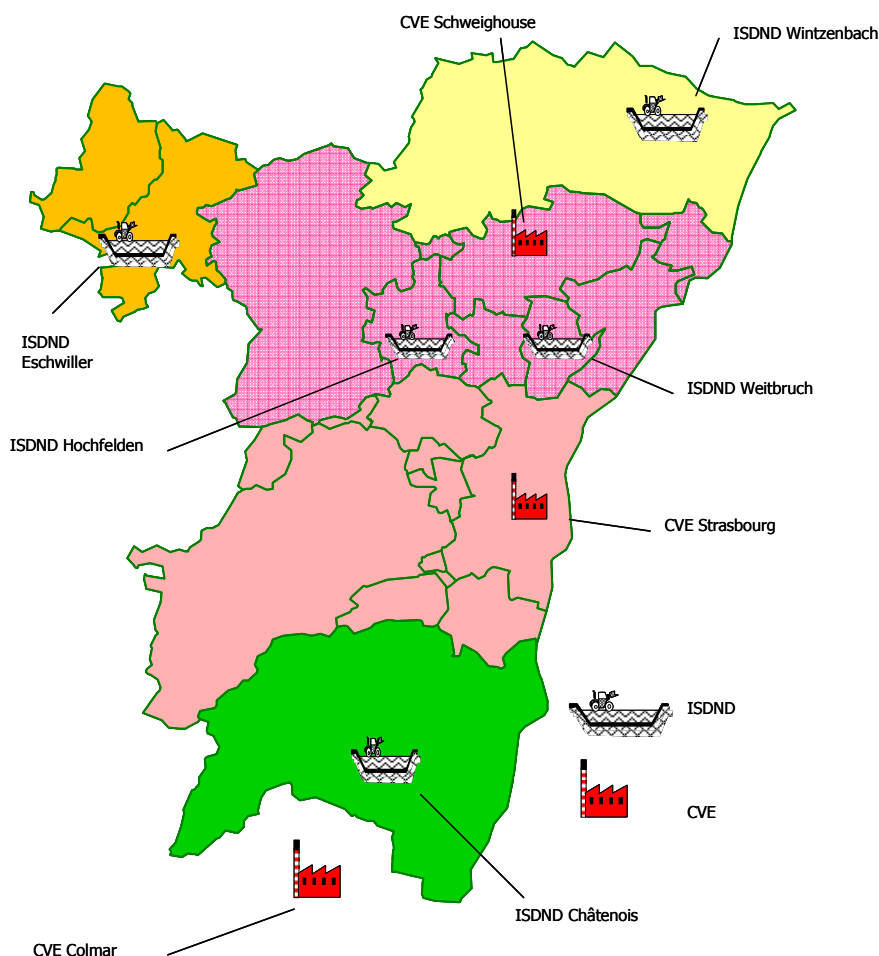 CVE Schweighouse
ISDND Wintzenbach
ISDND
Eschwiller
ISDND Weitbruch
ISDND Hochfelden
CVE Strasbourg
ISDND
CVE
ISDND Châtenois
CVE Colmar